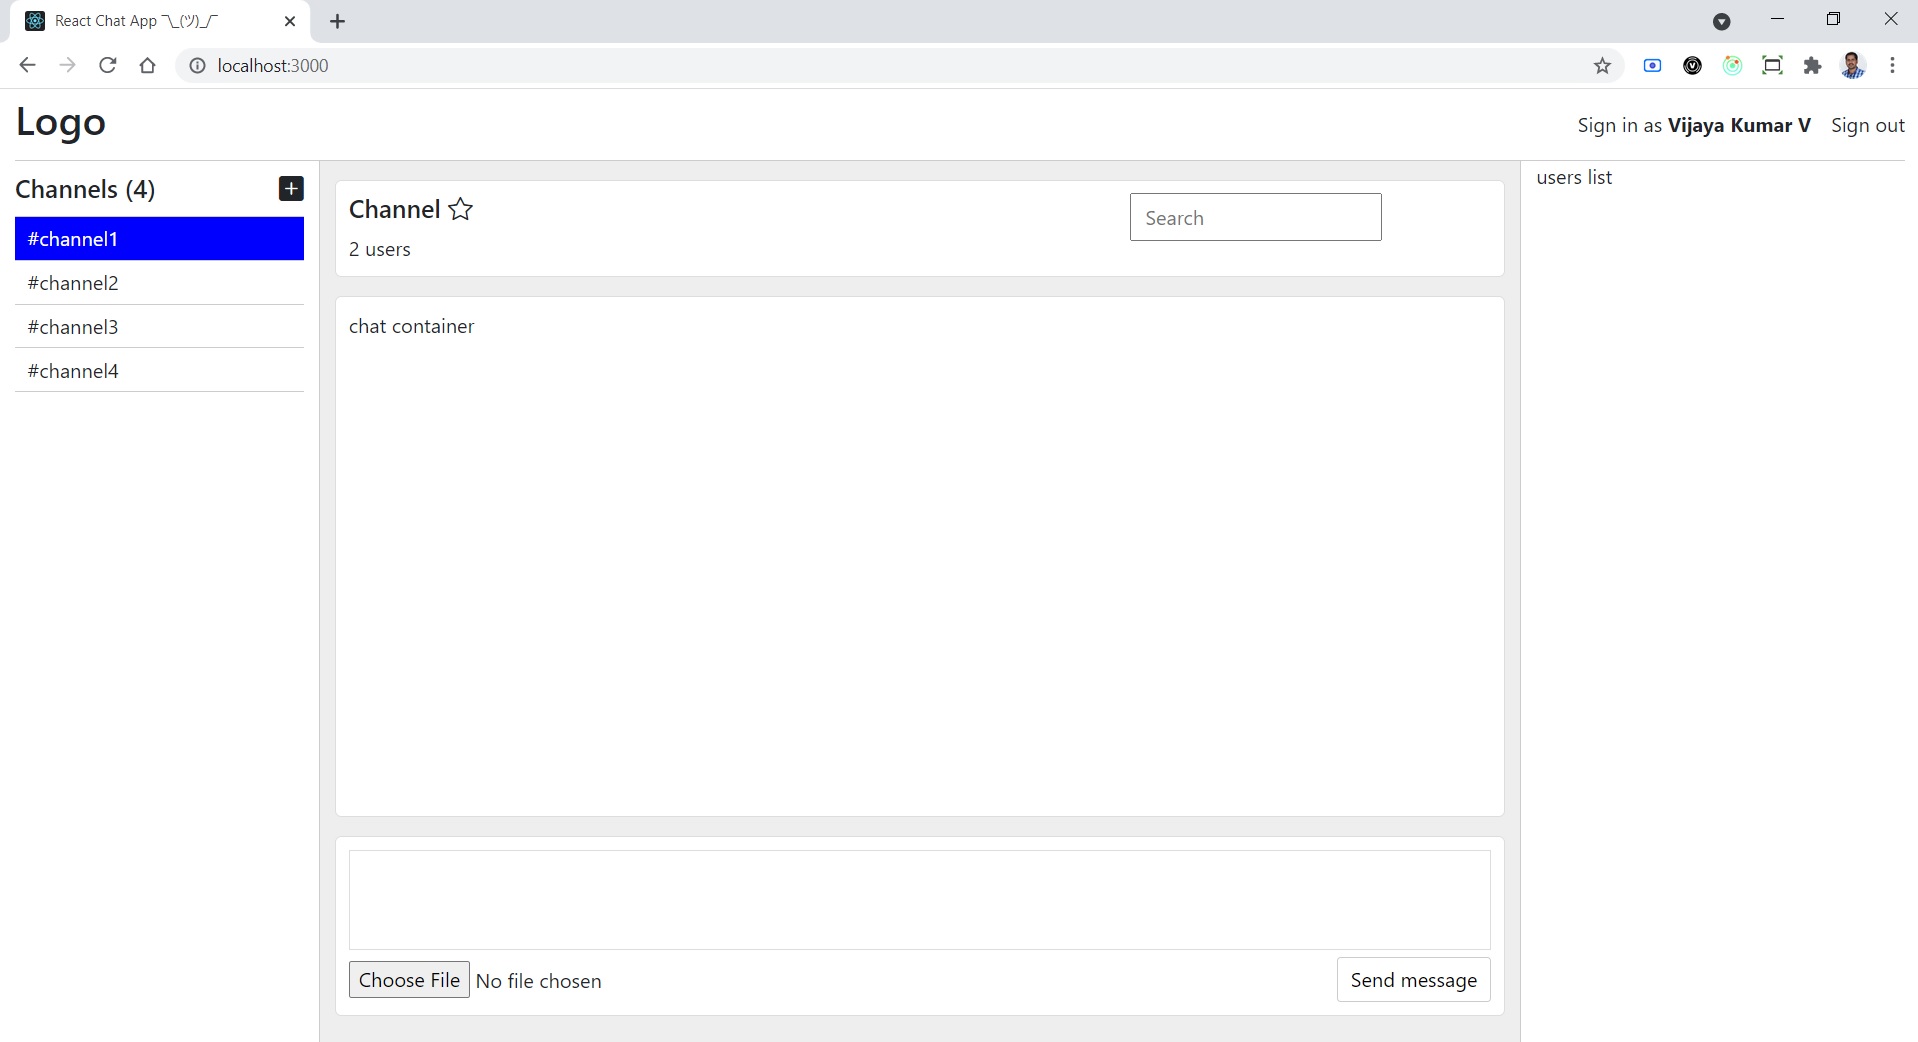 React Chat App ¯\_(ツ)_/¯
localhost:3000
Logo
Sign in as Vijaya Kumar V Sign out
Channels (4)
#channel1
#channel2
#channel3
#channel4
Channel
2 users
Search
chat container
Choose File No file chosen
Send message
users list